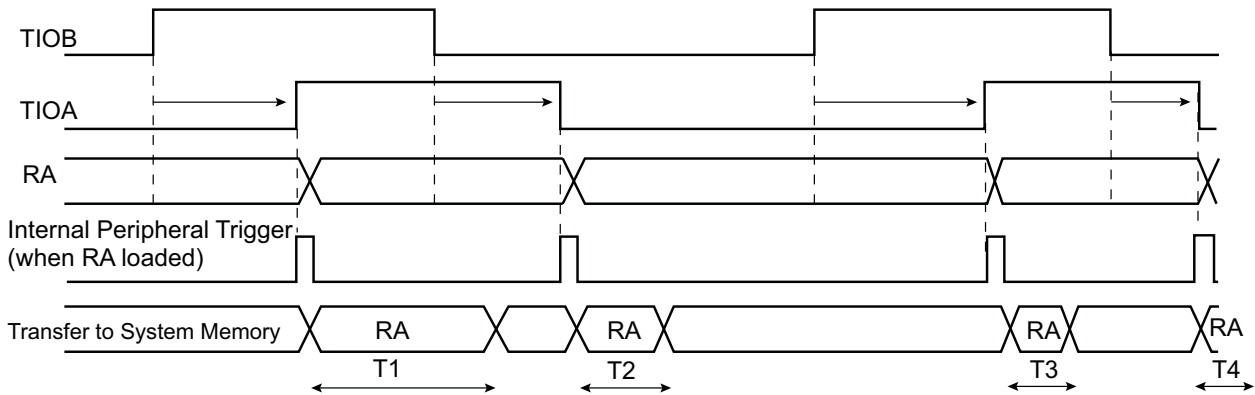 TIOB
TIOA
RA
Internal Peripheral Trigger
(when RA loaded)
Transfer to System Memory RA RA RA RA
T1 T2 T3 T4